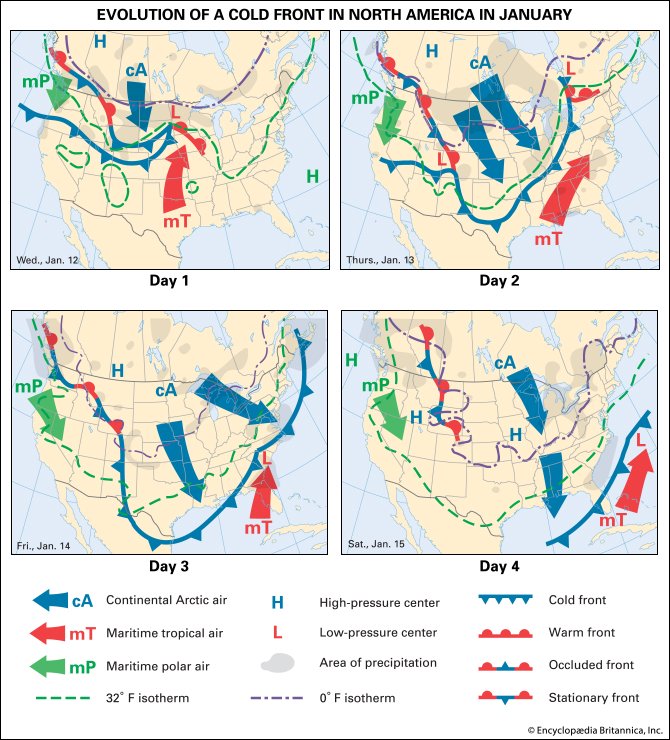 EVOLUTION OF A COLD FRONT IN NORTH AMERICA IN JANUARY
H
cA
mP
L
H
mT
Wed., Jan. 12
Day 1
H
cA
L
mP
L
mT
Thurs., Jan. 13
Day 2
H
cA
mP
L
mT
Fri., Jan. 14
Day 3
H
cA
mP
H
H
L
mT
Sat., Jan. 15
Day 4
cA Continental Arctic air
H High-pressure center
Cold front
mT Maritime tropical air
L Low-pressure center
Warm front
mP Maritime polar air
Area of precipitation
Occluded front
32° F isotherm
0° F isotherm
Stationary front
© Encyclopædia Britannica, Inc.